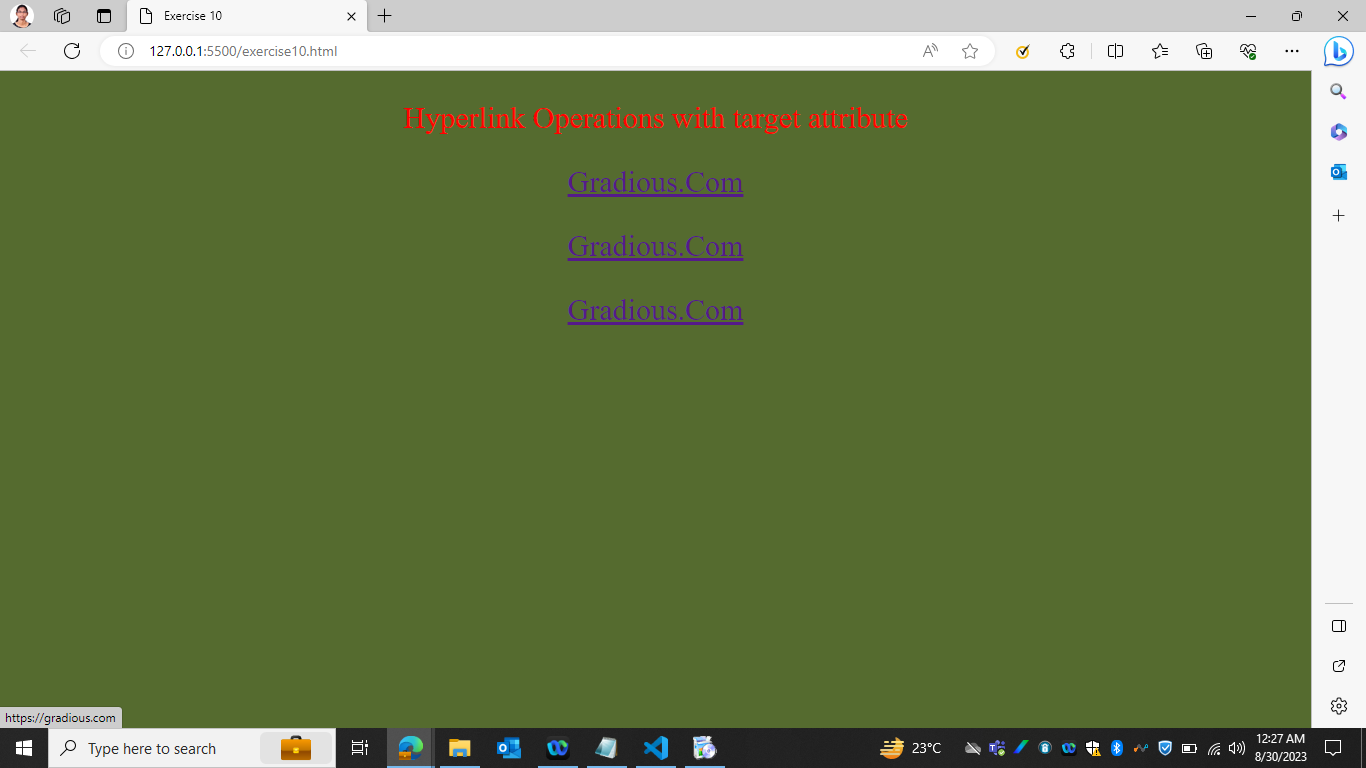 Exercise 10
127.0.0.1:5500/exercise10.html
Hyperlink Operations with target attribute
Gradious.Com
Gradious.Com
Gradious.Com
https://gradious.com
Type here to search
23°C
12:27 AM
8/30/2023